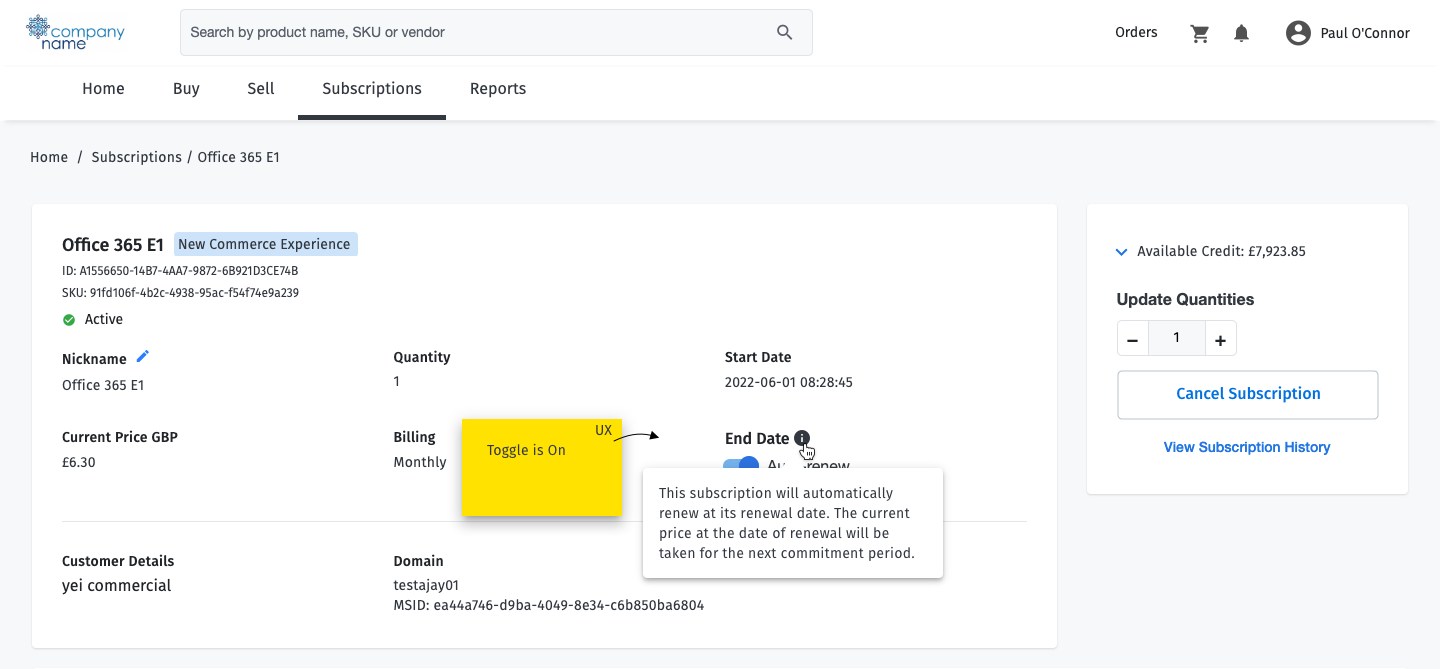 company
name
Search by product name, SKU or vendor
Orders
Paul O'Connor
Home
Buy
Sell
Subscriptions
Reports
Home / Subscriptions / Office 365 E1
Office 365 E1
New Commerce Experience
ID: A1556650-14B7-4AA7-9872-6B921D3CE74B
SKU: 91fd106f-4b2c-4938-95ac-f54f74e9a239
Active
Nickname
Office 365 E1
Quantity
1
Start Date
2022-06-01 08:28:45
Current Price GBP
£6.30
Billing
Monthly
UX
Toggle is On
End Date
This subscription will automatically
renew at its renewal date. The current
price at the date of renewal will be
taken for the next commitment period.
Customer Details
yei commercial
Domain
testajay01
MSID: ea44a746-d9ba-4049-8e34-c6b850ba6804
Available Credit: £7,923.85
Update Quantities
− 1 +
Cancel Subscription
View Subscription History